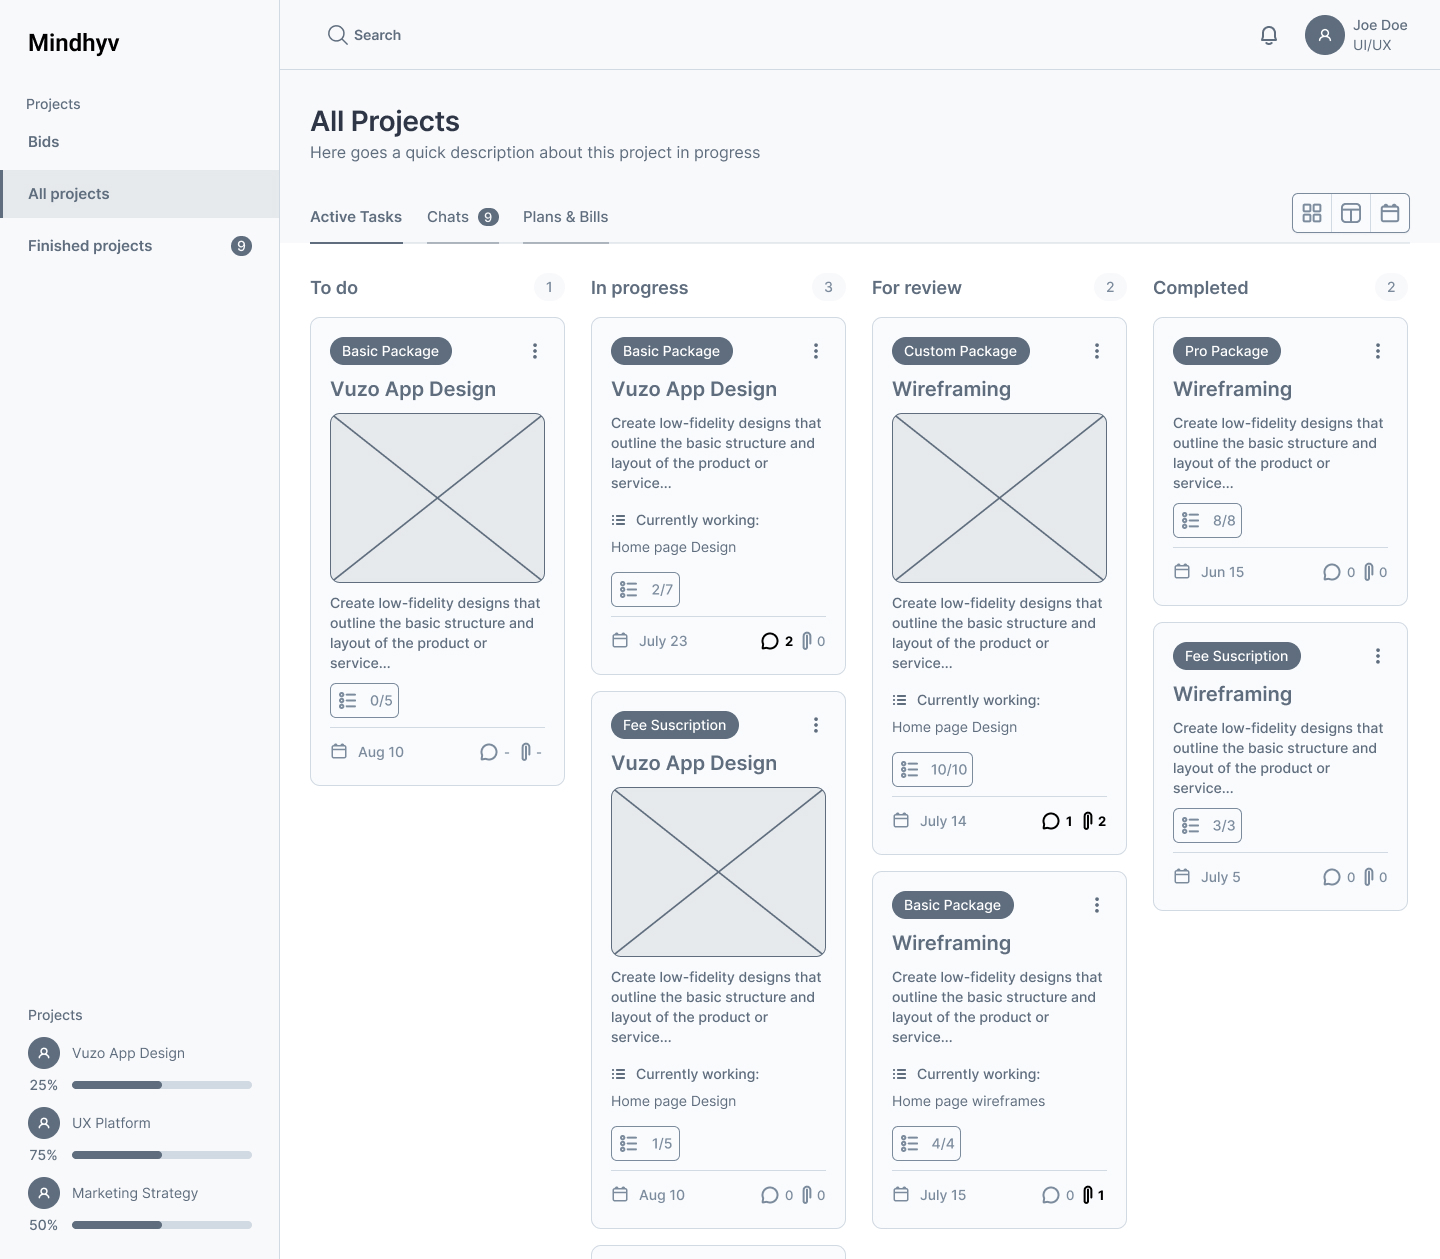 Mindhyv
Projects
Bids
All projects
Finished projects 9
Projects
Vuzo App Design
25%
UX Platform
75%
Marketing Strategy
50%
Search
Joe Doe
UI/UX
All Projects
Here goes a quick description about this project in progress
Active Tasks
Chats 9
Plans & Bills
To do 1
Basic Package
Vuzo App Design
Create low-fidelity designs that
outline the basic structure and
layout of the product or
service...
0/5
Aug 10 - -
In progress 3
Basic Package
Vuzo App Design
Create low-fidelity designs that
outline the basic structure and
layout of the product or
service...
Currently working:
Home page Design
2/7
July 23 2 0
Fee Suscription
Vuzo App Design
Create low-fidelity designs that
outline the basic structure and
layout of the product or
service...
Currently working:
Home page Design
1/5
Aug 10 0 0
For review 2
Custom Package
Wireframing
Create low-fidelity designs that
outline the basic structure and
layout of the product or
service...
Currently working:
Home page Design
10/10
July 14 1 2
Basic Package
Wireframing
Create low-fidelity designs that
outline the basic structure and
layout of the product or
service...
Currently working:
Home page wireframes
4/4
July 15 0 1
Completed 2
Pro Package
Wireframing
Create low-fidelity designs that
outline the basic structure and
layout of the product or
service...
8/8
Jun 15 0 0
Fee Suscription
Wireframing
Create low-fidelity designs that
outline the basic structure and
layout of the product or
service...
3/3
July 5 0 0